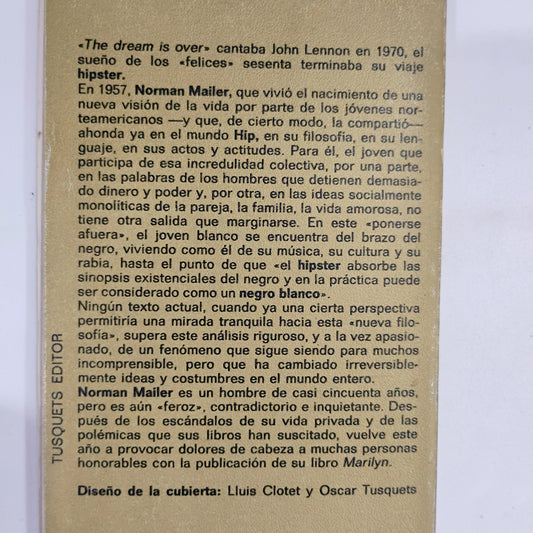 «The dream is over» cantaba John Lennon en 1970, el
sueño de los «felices» sesenta terminaba su viaje
hipster.
En 1957, Norman Mailer, que vivió el nacimiento de una
nueva visión de la vida por parte de los jóvenes nor-
teamericanos —y que, de cierto modo, la compartió—
ahonda ya en el mundo Hip, en su filosofía, en su len-
guaje, en sus actos y actitudes. Para él, el joven que
participa de esa incredulidad colectiva, por una parte,
en las palabras de los hombres que detienen demasia-
do dinero y poder y, por otra, en las ideas socialmente
monolíticas de la pareja, la familia, la vida amorosa, no
tiene otra salida que marginarse. En este «ponerse
afuera», el joven blanco se encuentra del brazo del
negro, viviendo como él de su música, su cultura y su
rabia, hasta el punto de que «el hipster absorbe las
sinopsis existenciales del negro y en la práctica puede
ser considerado como un negro blanco».
Ningún texto actual, cuando ya una cierta perspectiva
permitiría una mirada tranquila hacia esta «nueva filo-
sofía», supera este análisis riguroso, y a la vez apasio-
nado, de un fenómeno que sigue siendo para muchos
incomprensible, pero que ha cambiado irreversible-
mente ideas y costumbres en el mundo entero.
Norman Mailer es un hombre de casi cincuenta años,
pero es aún «feroz», contradictorio e inquietante. Des-
pués de los escándalos de su vida privada y de las
polémicas que sus libros han suscitado, vuelve este
año a provocar dolores de cabeza a muchas personas
honorables con la publicación de su libro Marilyn.
Diseño de la cubierta: Lluis Clotet y Oscar Tusquets
TUSQUETS EDITOR